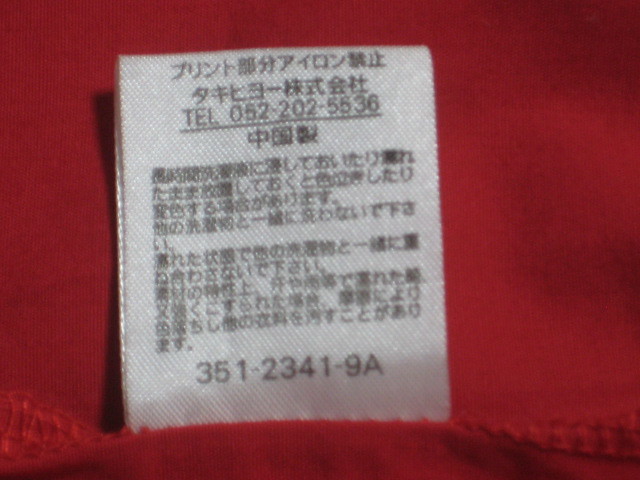 プリント部分アイロン禁止
タキヒヨー株式会社
TEL 052-202-5536
中国製
長時間洗濯液に浸しておいたり濡れ
たまま放置しておくと色泣きしたり
変色する場合があります。
他の洗濯物と一緒に洗わないで下さ
い。
濡れた状態で他の洗濯物と一緒に重
ね合わさないで下さい。
素材の特性上、汗や雨等で濡れた時
又強くこすられた場合、摩擦により
色落ちし他の衣料を汚すことがあり
ます。
351-2341-9A